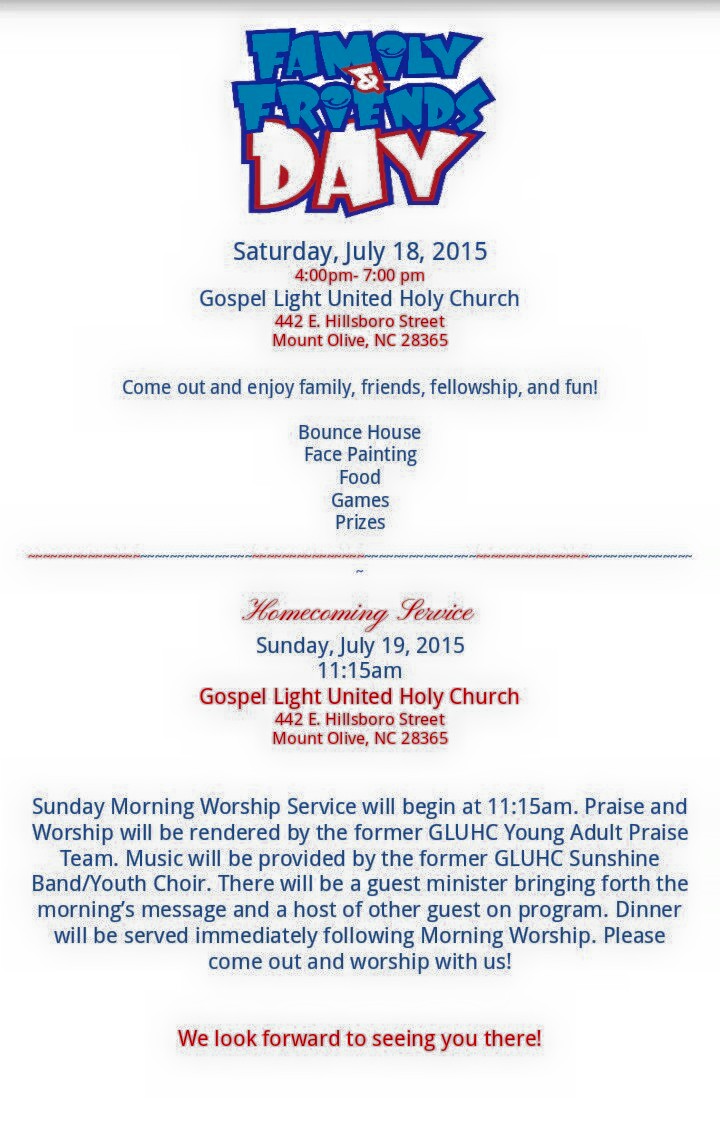 FAMILY
&
FRIENDS
DAY
Saturday, July 18, 2015
4:00pm- 7:00 pm
Gospel Light United Holy Church
442 E. Hillsboro Street
Mount Olive, NC 28365
Come out and enjoy family, friends, fellowship, and fun!
Bounce House
Face Painting
Food
Games
Prizes
~
Homecoming Service
Sunday, July 19, 2015
11:15am
Gospel Light United Holy Church
442 E. Hillsboro Street
Mount Olive, NC 28365
Sunday Morning Worship Service will begin at 11:15am. Praise and
Worship will be rendered by the former GLUHC Young Adult Praise
Team. Music will be provided by the former GLUHC Sunshine
Band/Youth Choir. There will be a guest minister bringing forth the
morning’s message and a host of other guest on program. Dinner
will be served immediately following Morning Worship. Please
come out and worship with us!
We look forward to seeing you there!